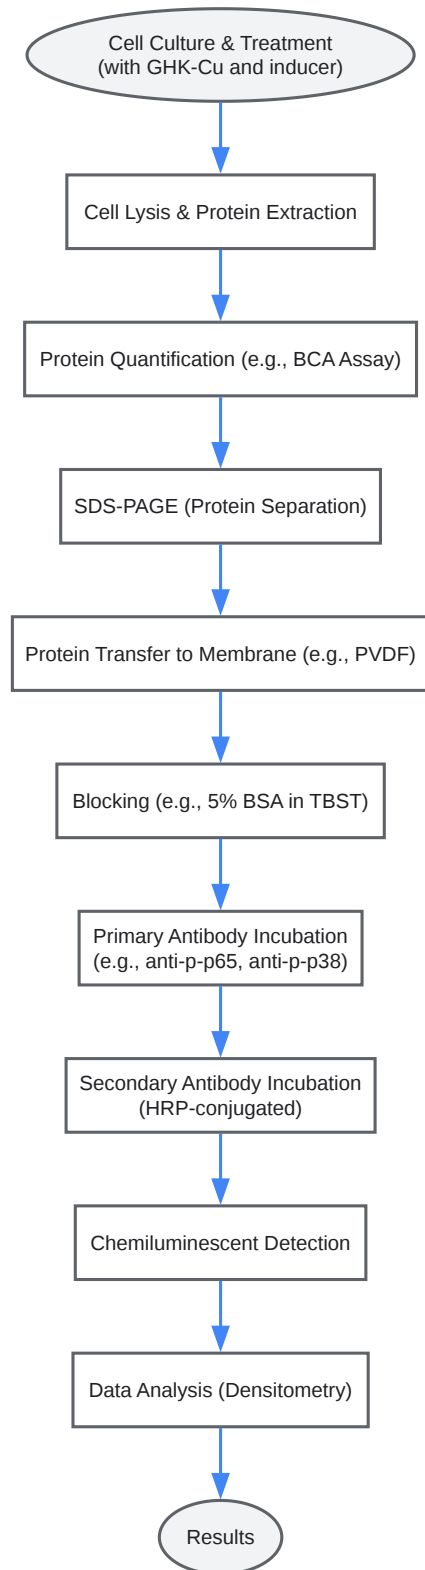 Cell Culture & Treatment
(with GHK-Cu and inducer)
Cell Lysis & Protein Extraction
Protein Quantification (e.g., BCA Assay)
SDS-PAGE (Protein Separation)
Protein Transfer to Membrane (e.g., PVDF)
Blocking (e.g., 5% BSA in TBST)
Primary Antibody Incubation
(e.g., anti-p-p65, anti-p-p38)
Secondary Antibody Incubation
(HRP-conjugated)
Chemiluminescent Detection
Data Analysis (Densitometry)
Results